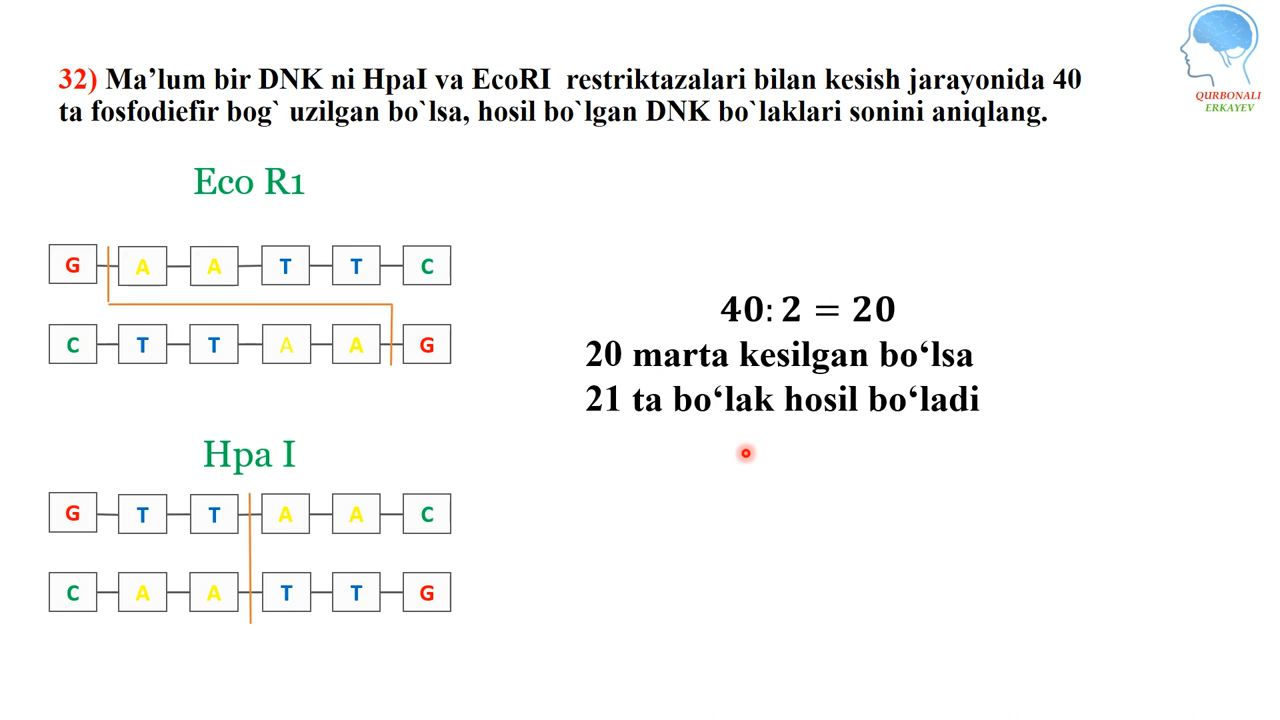 32) Ma’lum bir DNK ni HpaI va EcoRI restriktazalari bilan kesish jarayonida 40
ta fosfodiefir bog` uzilgan bo`lsa, hosil bo`lgan DNK bo`laklari sonini aniqlang.
QURBONALI
ERKAYEV
Eco R1
G A A T T C
C T T A A G
Hpa I
G T T A A C
C A A T T G
40: 2 = 20
20 marta kesilgan bo‘lsa
21 ta bo‘lak hosil bo‘ladi